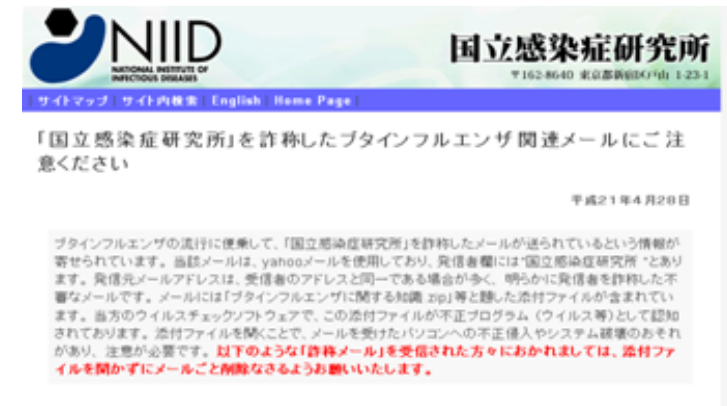 NIID
NATIONAL INSTITUTE OF
INFECTIOUS DISEASES
国立感染症研究所
〒162-8640 東京都新宿区戸山 1-23-1
サイトマップ | サイト内検索 | English | Home Page |
「国立感染症研究所」を詐称したブタインフルエンザ関連メールにご注
意ください
平成21年4月28日
ブタインフルエンザの流行に便乗して、「国立感染症研究所」を詐称したメールが送られているという情報が
寄せられています。当該メールは、yahooメールを使用しており、発信者欄には"国立感染症研究所 "とあり
ます。発信元メールアドレスは、受信者のアドレスと同一である場合が多く、明らかに発信者を詐称した不
審なメールです。メールには「ブタインフルエンザに関する知識 zip」等と題した添付ファイルが含まれてい
ます。当方のウイルスチェックソフトウェアで、この添付ファイルが不正プログラム（ウイルス等）として認知
されております。添付ファイルを開くことで、メールを受けたパソコンへの不正侵入やシステム破壊のおそれ
があり、注意が必要です。以下のような「詐称メール」を受信された方々におかれましては、添付ファ
イルを開かずにメールごと削除なさるようお願いいたします。